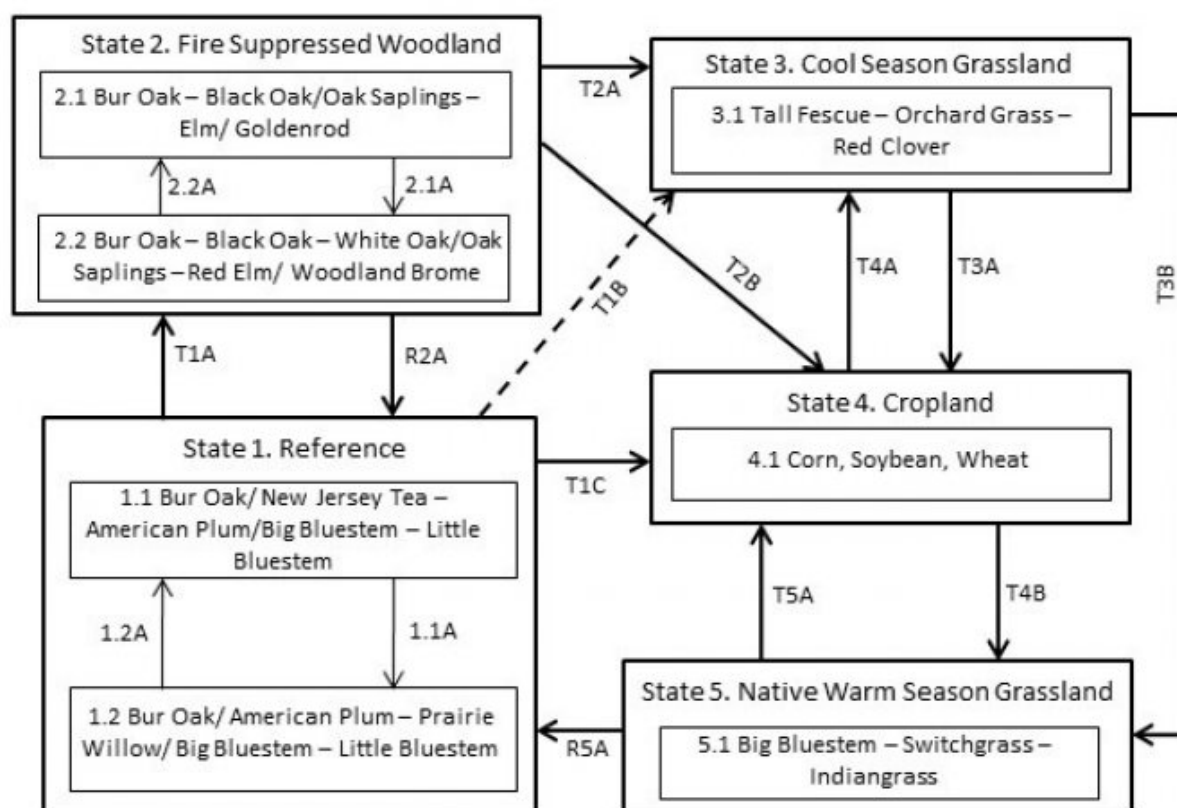 State 2. Fire Suppressed Woodland
2.1 Bur Oak – Black Oak/Oak Saplings –
Elm/ Goldenrod
2.2A
2.1A
2.2 Bur Oak – Black Oak – White Oak/Oak
Saplings – Red Elm/ Woodland Brome
T2A
State 3. Cool Season Grassland
3.1 Tall Fescue – Orchard Grass –
Red Clover
T1A
R2A
T1B
T2B
T4A
T3A
T3B
State 1. Reference
1.1 Bur Oak/ New Jersey Tea –
American Plum/Big Bluestem – Little
Bluestem
1.2A
1.1A
1.2 Bur Oak/ American Plum – Prairie
Willow/ Big Bluestem – Little Bluestem
T1C
State 4. Cropland
4.1 Corn, Soybean, Wheat
T5A
T4B
R5A
State 5. Native Warm Season Grassland
5.1 Big Bluestem – Switchgrass –
Indiangrass